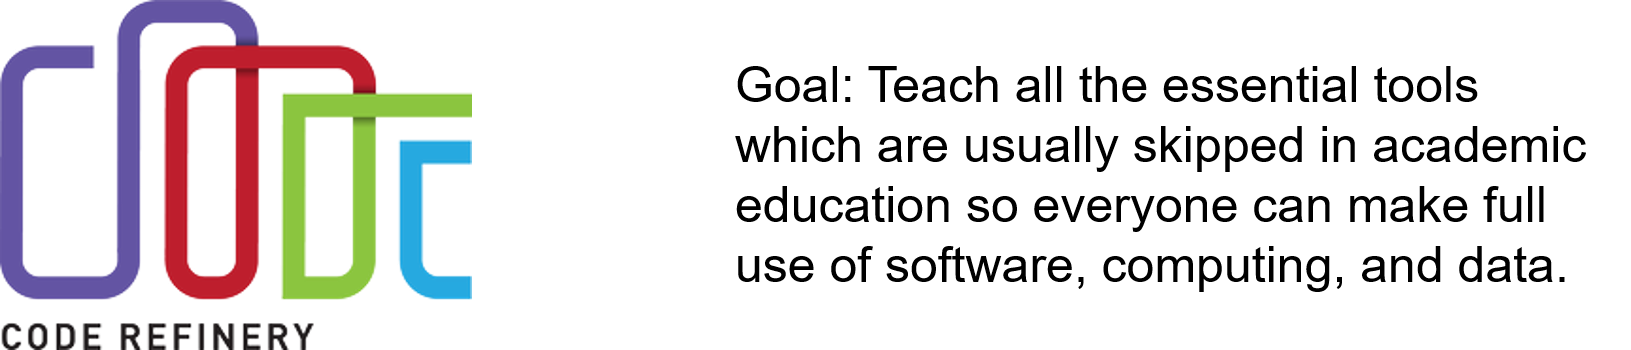 CODE REFINERY
Goal: Teach all the essential tools
which are usually skipped in academic
education so everyone can make full
use of software, computing, and data.